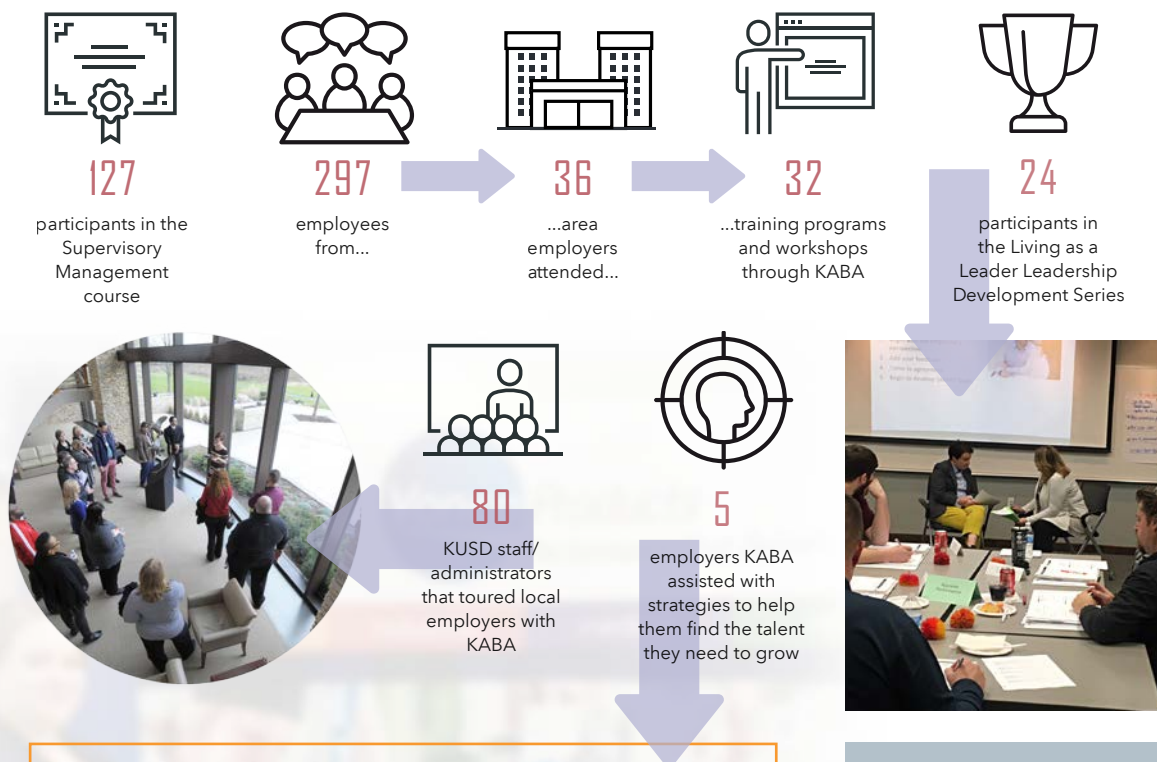 127
participants in the
Supervisory
Management
course
297
employees
from...
36
...area
employers
attended...
32
...training programs
and workshops
through KABA
24
participants in
the Living as a
Leader Leadership
Development Series
80
KUSD staff/
administrators
that toured local
employers with
KABA
5
employers KABA
assisted with
strategies to help
them find the talent
they need to grow